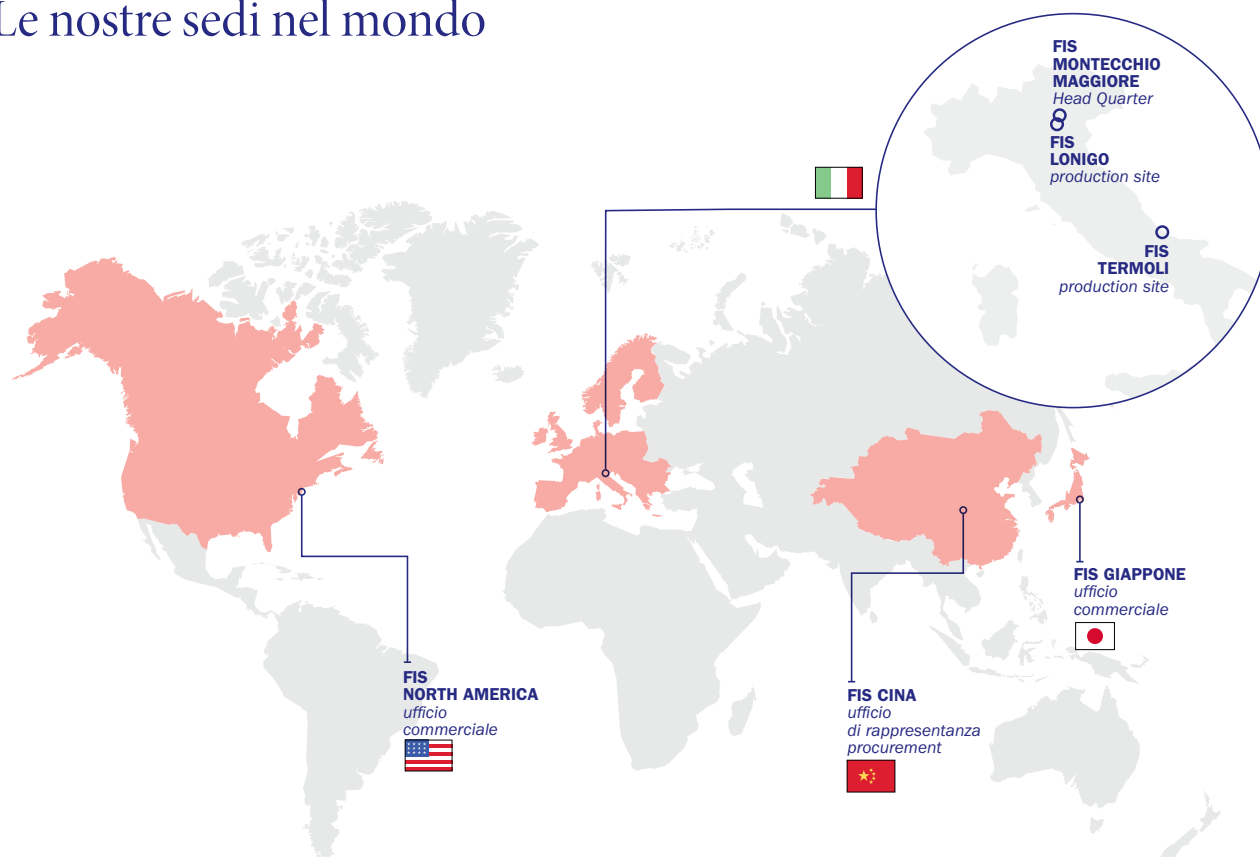 Le nostre sedi nel mondo
FIS
MONTECCHIO
MAGGIORE
Head Quarter
FIS
LONIGO
production site
FIS
TERMOLI
production site
FIS
NORTH AMERICA
ufficio
commerciale
FIS CINA
ufficio
di rappresentanza
procurement
FIS GIAPPONE
ufficio
commerciale